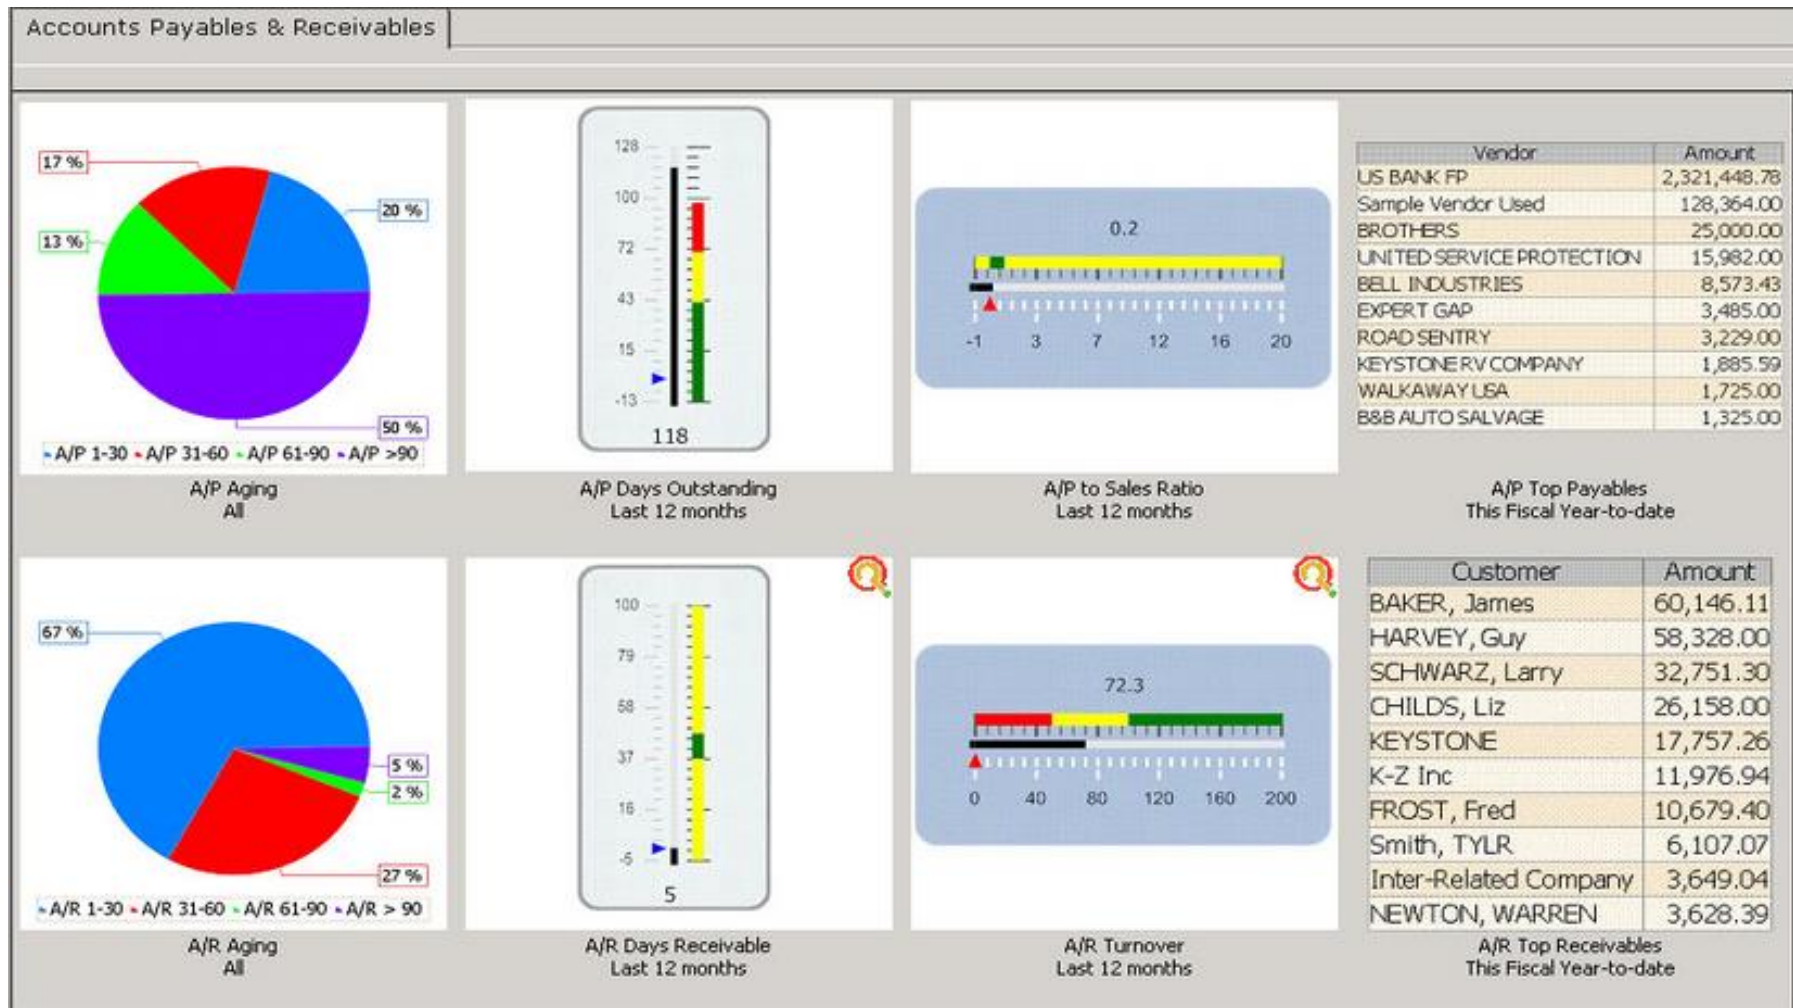 Accounts Payables & Receivables
17 %
20 %
13 %
50 %
A/P 1-30 A/P 31-60 A/P 61-90 A/P >90
A/P Aging
All
128
100
72
43
15
-13
118
A/P Days Outstanding
Last 12 months
0.2
-1 3 7 12 16 20
A/P to Sales Ratio
Last 12 months
Vendor Amount
US BANK FP 2,321,448.78
Sample Vendor Used 128,364.00
BROTHERS 25,000.00
UNITED SERVICE PROTECTION 15,982.00
BELL INDUSTRIES 8,573.43
EXPERT GAP 3,485.00
ROAD SENTRY 3,229.00
KEYSTONE RV COMPANY 1,885.59
WALKAWAY USA 1,725.00
B&B AUTO SALVAGE 1,325.00
A/P Top Payables
This Fiscal Year-to-date
67 %
5 %
2 %
27 %
A/R 1-30 A/R 31-60 A/R 61-90 A/R > 90
A/R Aging
All
100
79
58
37
16
-5
5
A/R Days Receivable
Last 12 months
72.3
0 40 80 120 160 200
A/R Turnover
Last 12 months
Customer Amount
BAKER, James 60,146.11
HARVEY, Guy 58,328.00
SCHWARZ, Larry 32,751.30
CHILDS, Liz 26,158.00
KEYSTONE 17,757.26
K-Z Inc 11,976.94
FROST, Fred 10,679.40
Smith, TYLR 6,107.07
Inter-Related Company 3,649.04
NEWTON, WARREN 3,628.39
A/R Top Receivables
This Fiscal Year-to-date